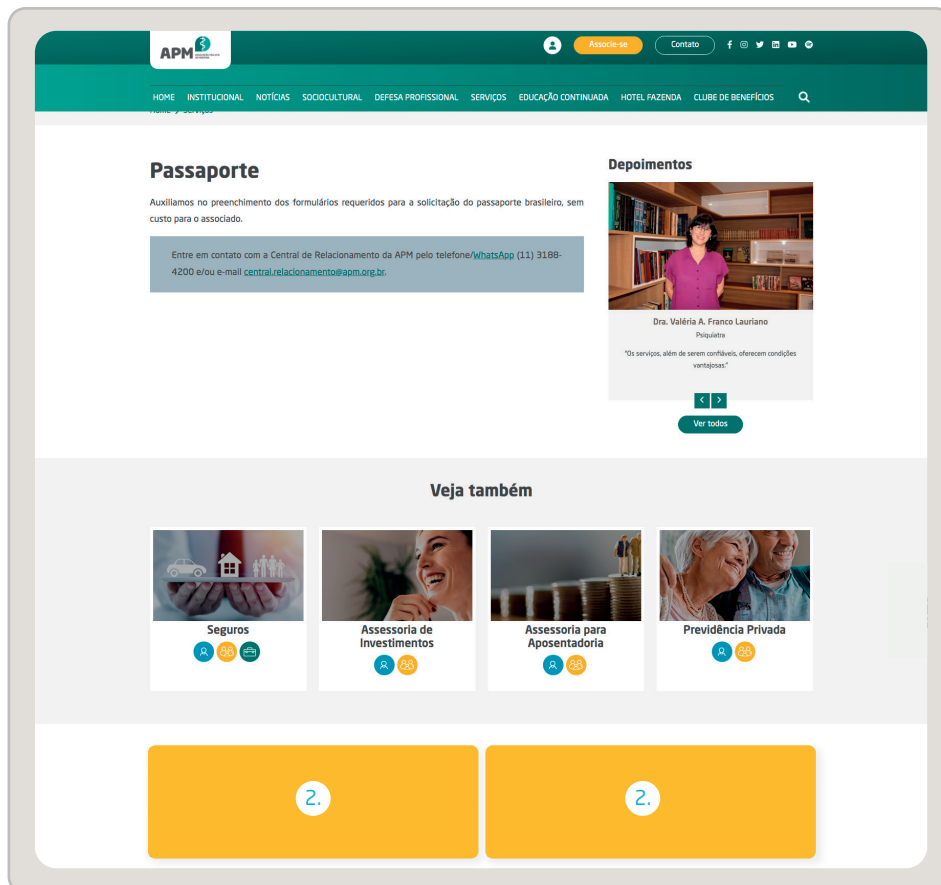 APM
Associe-se
Contato
HOME INSTITUCIONAL NOTÍCIAS SOCIOCULTURAL DEFESA PROFISSIONAL SERVIÇOS EDUCAÇÃO CONTINUADA HOTEL FAZENDA CLUBE DE BENEFÍCIOS
Home > Serviços
Passaporte
Auxiliamos no preenchimento dos formulários requeridos para a solicitação do passaporte brasileiro, sem
custo para o associado.
Entre em contato com a Central de Relacionamento da APM pelo telefone/WhatsApp (11) 3188-
4200 e/ou e-mail central.relacionamento@apm.org.br.
Depoimentos
Dra. Valéria A. Franco Lauriano
Psiquiatra
"Os serviços, além de serem confiáveis, oferecem condições
vantajosas."
Ver todos
Veja também
Seguros
Assessoria de
Investimentos
Assessoria para
Aposentadoria
Previdência Privada
2.
2.